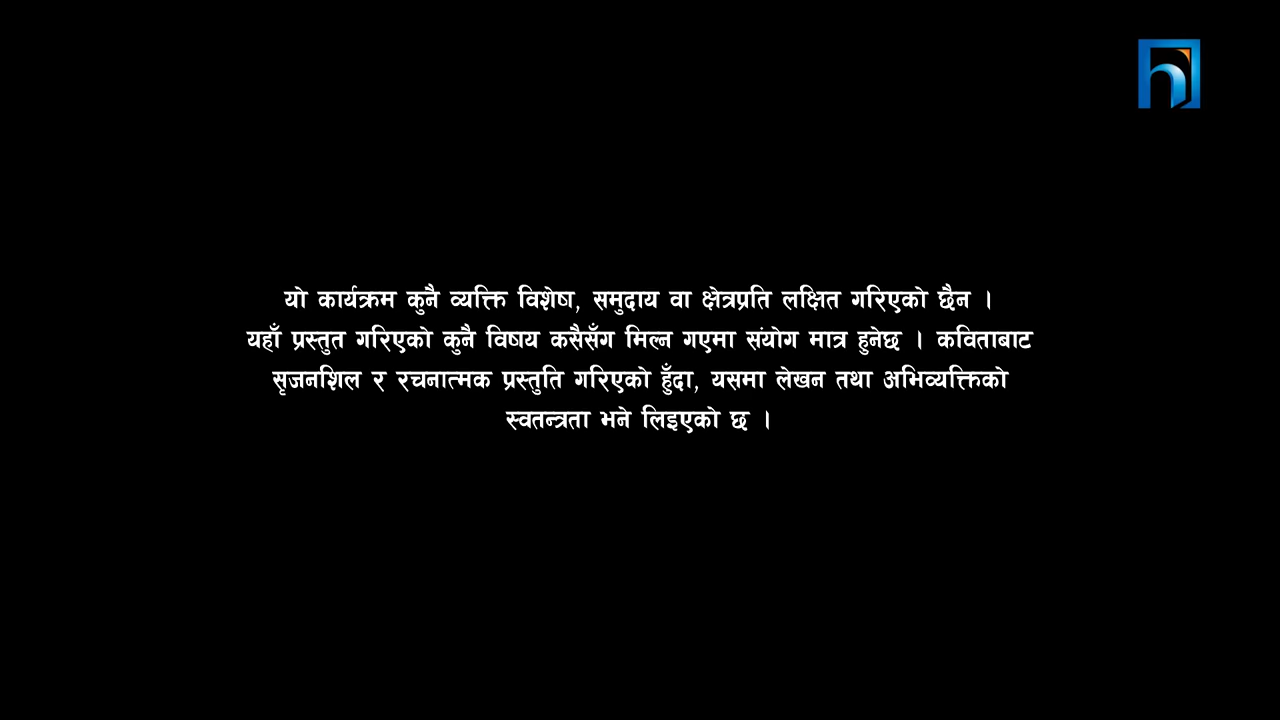 यो कार्यक्रम कुनै व्यक्ति विशेष, समुदाय वा क्षेत्रप्रति लक्षित गरिएको छैन ।
यहाँ प्रस्तुत गरिएको कुनै विषय कसैसँग मिल्न गएमा संयोग मात्र हुनेछ । कविताबाट
सृजनशिल र रचनात्मक प्रस्तुति गरिएको हुँदा, यसमा लेखन तथा अभिव्यक्तिको
स्वतन्त्रता भने लिइएको छ ।